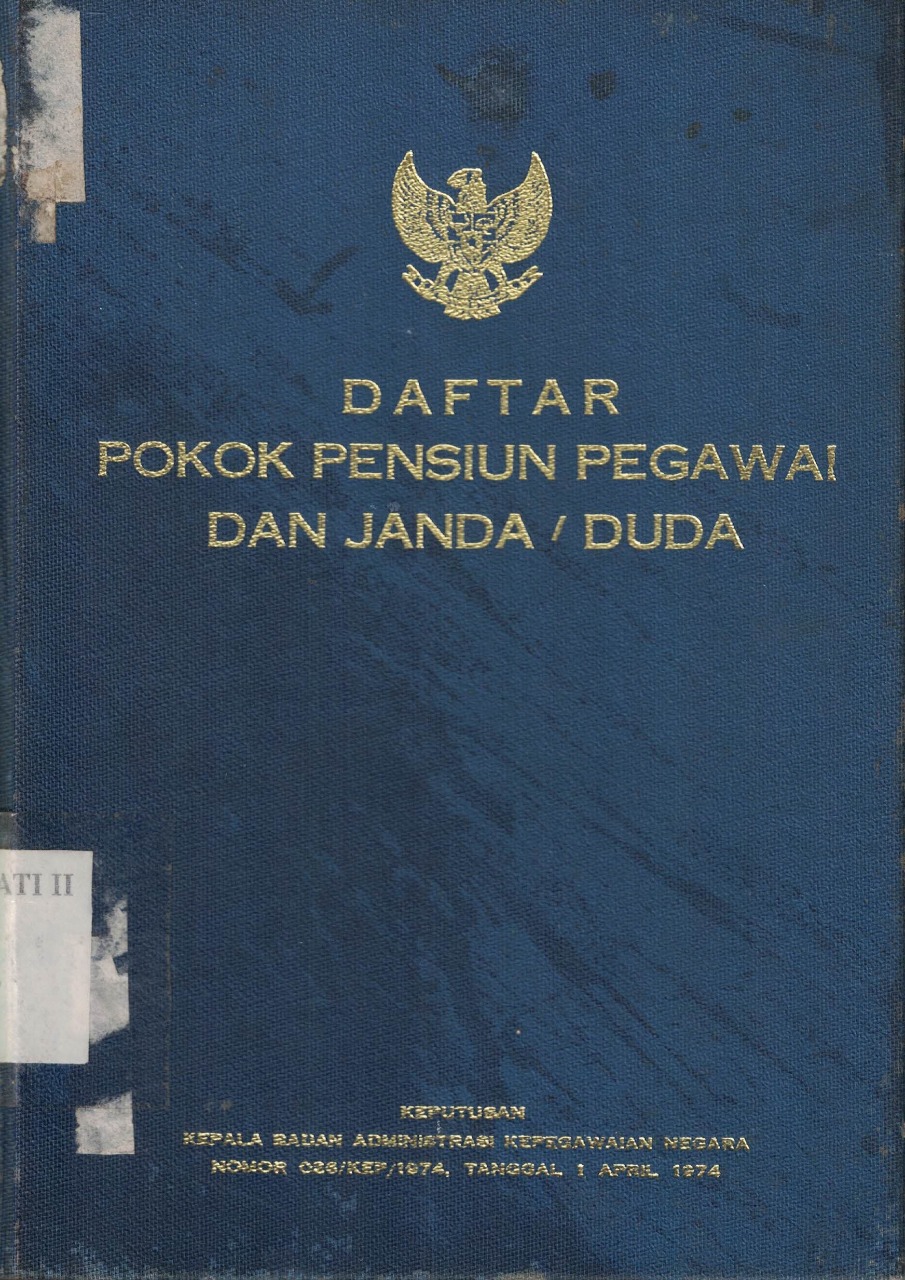 DAFTAR
POKOK PENSIUN PEGAWAI
DAN JANDA / DUDA
ATI II
KEPUTUSAN
KEPALA BADAN ADMINISTRASI KEPEGAWAIAN NEGARA
NOMOR 026/KEP/1974, TANGGAL 1 APRIL 1974